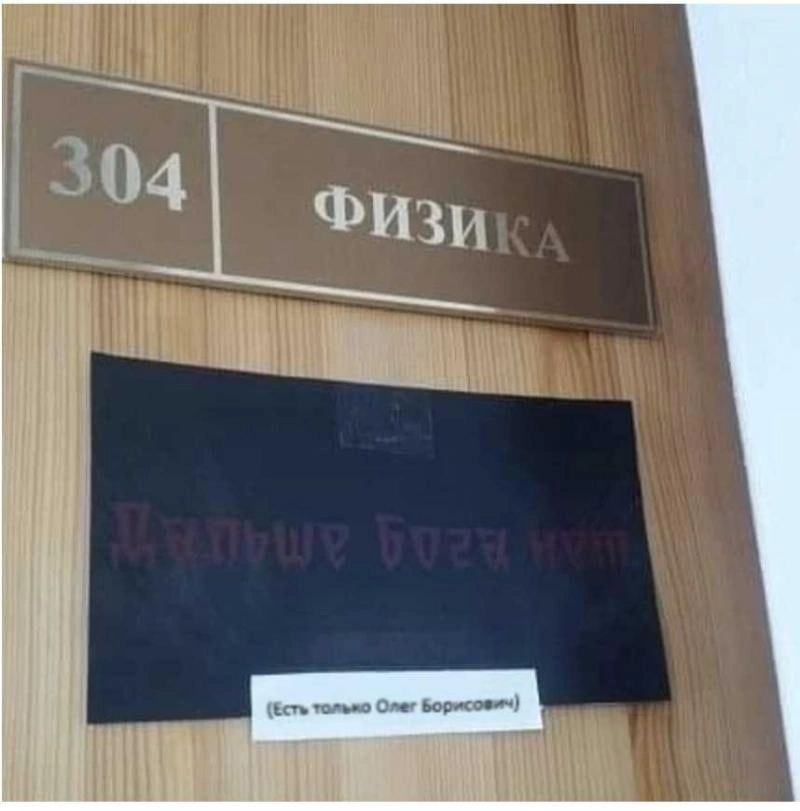 304 ФИЗИКА
Дальше бога нет
(Есть только Олег Борисович)